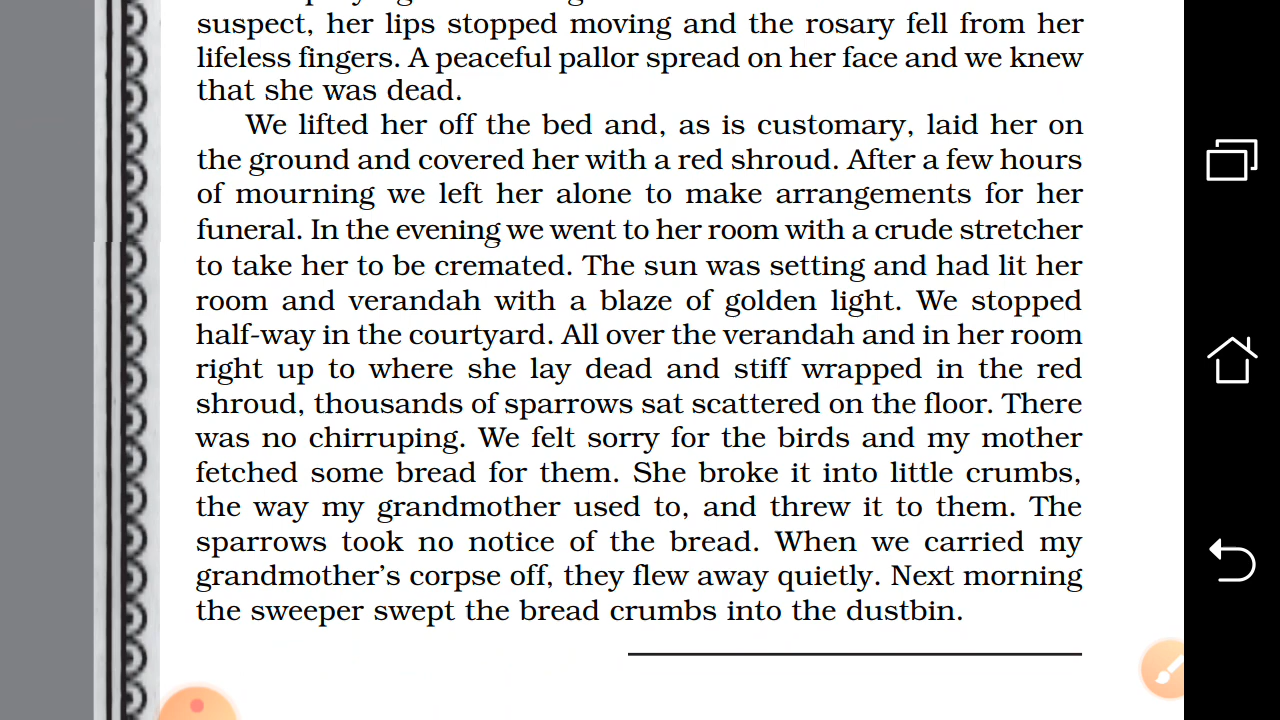 suspect, her lips stopped moving and the rosary fell from her
lifeless fingers. A peaceful pallor spread on her face and we knew
that she was dead.
We lifted her off the bed and, as is customary, laid her on
the ground and covered her with a red shroud. After a few hours
of mourning we left her alone to make arrangements for her
funeral. In the evening we went to her room with a crude stretcher
to take her to be cremated. The sun was setting and had lit her
room and verandah with a blaze of golden light. We stopped
half-way in the courtyard. All over the verandah and in her room
right up to where she lay dead and stiff wrapped in the red
shroud, thousands of sparrows sat scattered on the floor. There
was no chirruping. We felt sorry for the birds and my mother
fetched some bread for them. She broke it into little crumbs,
the way my grandmother used to, and threw it to them. The
sparrows took no notice of the bread. When we carried my
grandmother’s corpse off, they flew away quietly. Next morning
the sweeper swept the bread crumbs into the dustbin.